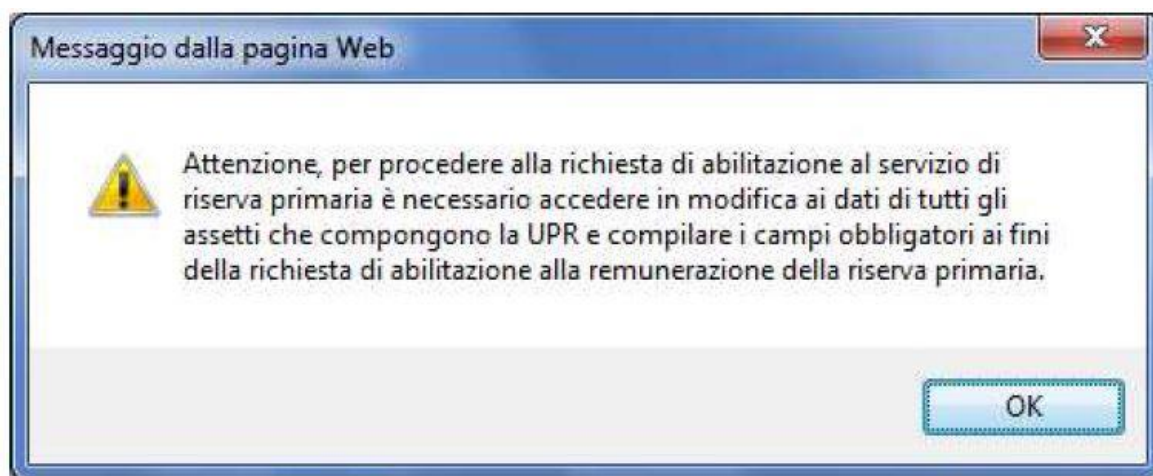 Messaggio dalla pagina Web
Attenzione, per procedere alla richiesta di abilitazione al servizio di
riserva primaria è necessario accedere in modifica ai dati di tutti gli
assetti che compongono la UPR e compilare i campi obbligatori ai fini
della richiesta di abilitazione alla remunerazione della riserva primaria.
OK